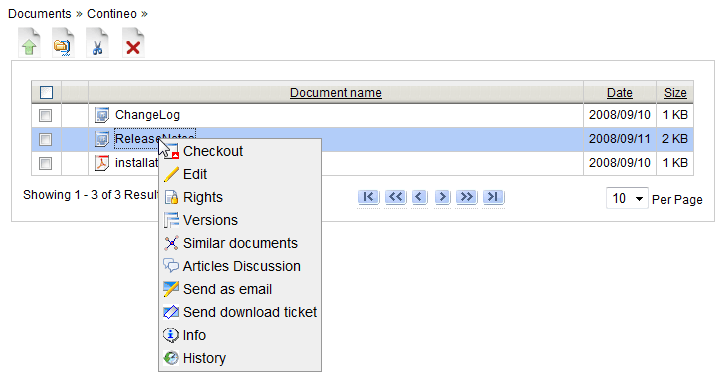 Documents » Contineo »
Document name Date Size
ChangeLog 2008/09/10 1 KB
ReleaseNotes 2008/09/11 2 KB
installat 2008/09/10 1 KB
Showing 1 - 3 of 3 Result 10 Per Page
Checkout
Edit
Rights
Versions
Similar documents
Articles Discussion
Send as email
Send download ticket
Info
History